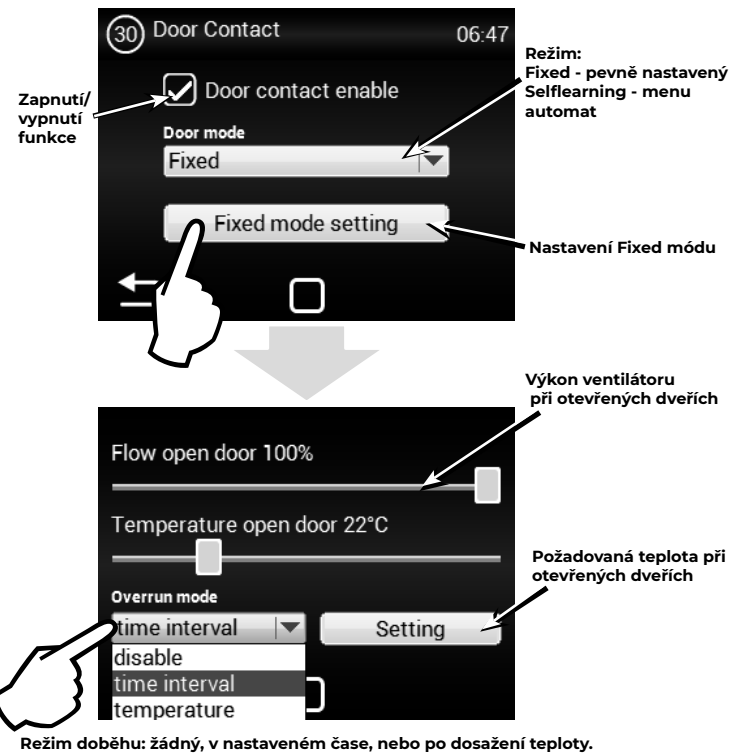 30 Door Contact 06:47
Režim:
Fixed - pevně nastavený
Selflearning - menu
automat
Door contact enable
Zapnutí/
vypnutí
funkce
Door mode
Fixed
Fixed mode setting
Nastavení Fixed módu
Výkon ventilátoru
při otevřených dveřích
Flow open door 100%
Temperature open door 22°C
Požadovaná teplota při
otevřených dveřích
Overrun mode
time interval
Setting
disable
time interval
temperature
Režim doběhu: žádný, v nastaveném čase, nebo po dosažení teploty.